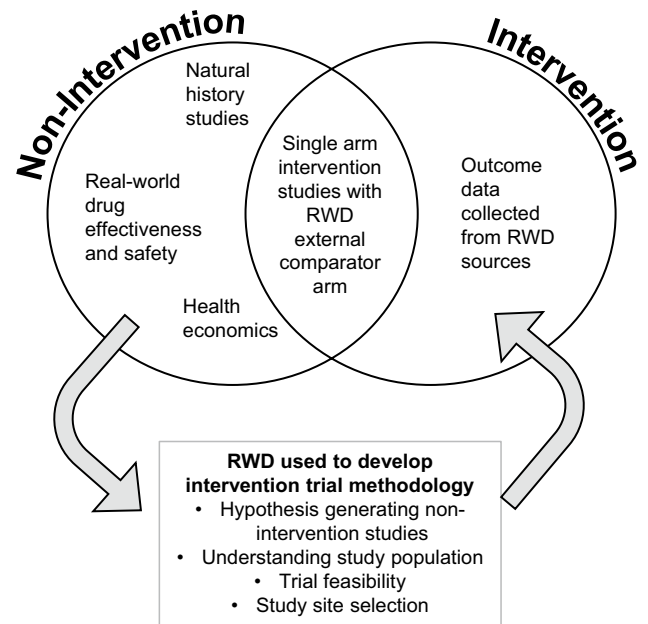 Non-Intervention
Intervention
Natural
history
studies
Real-world
drug
effectiveness
and safety
Health
economics
Single arm
intervention
studies with
RWD
external
comparator
arm
Outcome
data
collected
from RWD
sources
RWD used to develop
intervention trial methodology
• Hypothesis generating non-
intervention studies
• Understanding study population
• Trial feasibility
• Study site selection